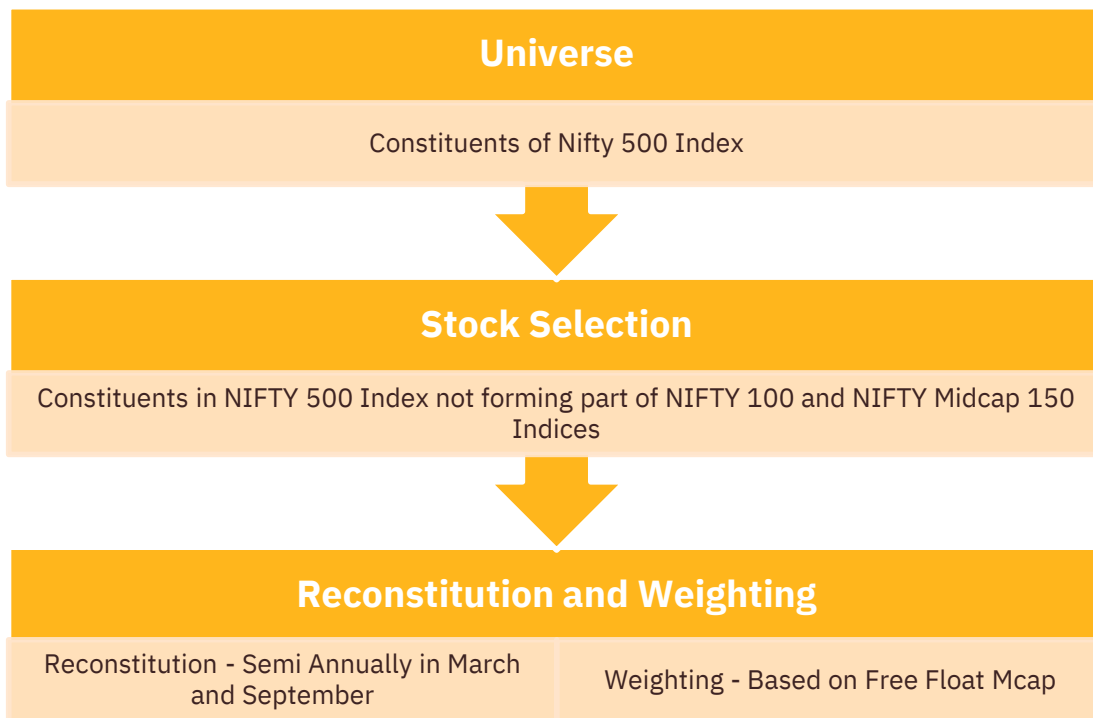 Universe
Constituents of Nifty 500 Index
Stock Selection
Constituents in NIFTY 500 Index not forming part of NIFTY 100 and NIFTY Midcap 150
Indices
Reconstitution and Weighting
Reconstitution - Semi Annually in March
and September
Weighting - Based on Free Float Mcap